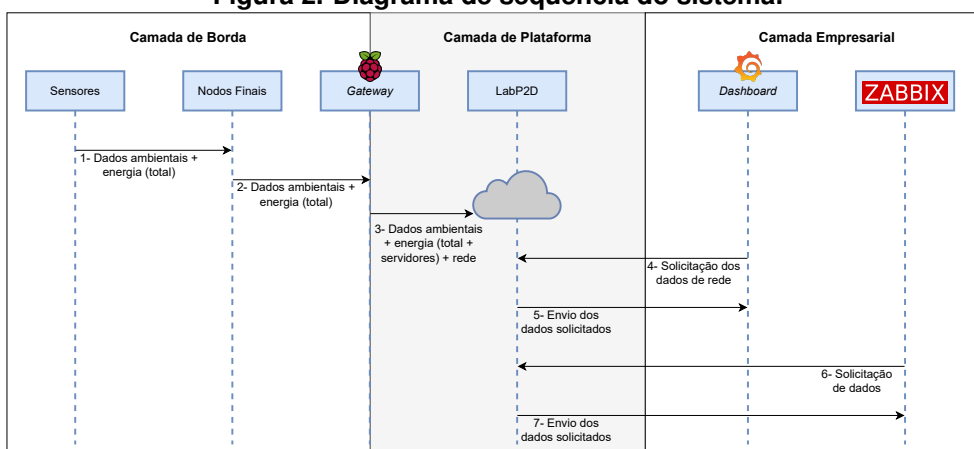 Figura 2. Diagrama de sequência do sistema.
Camada de Borda
Camada de Plataforma
Camada Empresarial
Sensores
Nodos Finais
Gateway
LabP2D
Dashboard
ZABBIX
1- Dados ambientais +
energia (total)
2- Dados ambientais +
energia (total)
3- Dados ambientais
+ energia (total +
servidores) + rede
4- Solicitação dos
dados de rede
5- Envio dos
dados solicitados
6- Solicitação
de dados
7- Envio dos
dados solicitados